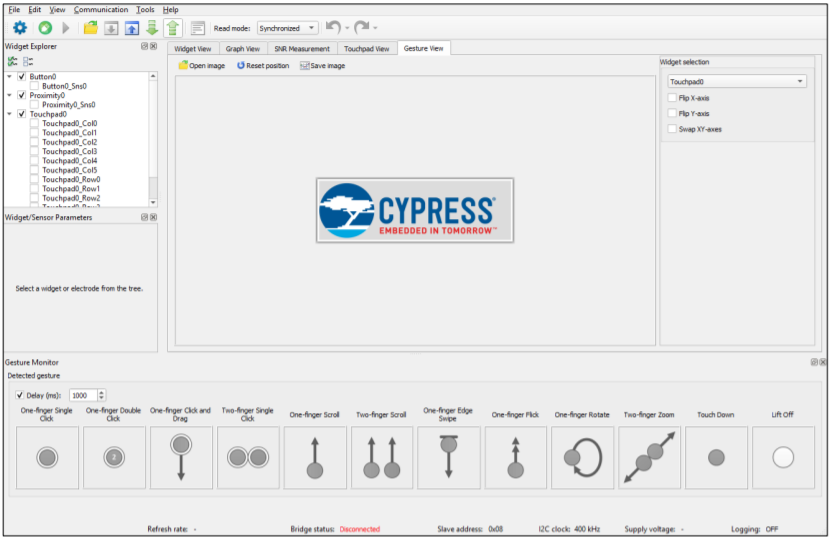 File Edit View Communication Tools Help
Read mode: Synchronized
Widget Explorer
Button0
Button0_Sns0
Proximity0
Proximity0_Sns0
Touchpad0
Touchpad0_Col0
Touchpad0_Col1
Touchpad0_Col2
Touchpad0_Col3
Touchpad0_Col4
Touchpad0_Col5
Touchpad0_Row0
Touchpad0_Row1
Touchpad0_Row2
Widget/Sensor Parameters
Select a widget or electrode from the tree.
Widget View Graph View SNR Measurement Touchpad View Gesture View
Open image Reset position Save image
CYPRESS®
EMBEDDED IN TOMORROW™
Widget selection
Touchpad0
Flip X-axis
Flip Y-axis
Swap XY-axes
Gesture Monitor
Detected gesture
Delay (ms): 1000
One-finger Single Click
One-finger Double Click
One-finger Click and Drag
Two-finger Single Click
One-finger Scroll
Two-finger Scroll
One-finger Edge Swipe
One-finger Flick
One-finger Rotate
Two-finger Zoom
Touch Down
Lift Off
2
Refresh rate: - Bridge status: Disconnected Slave address: 0x08 I2C clock: 400 kHz Supply voltage: - Logging: OFF